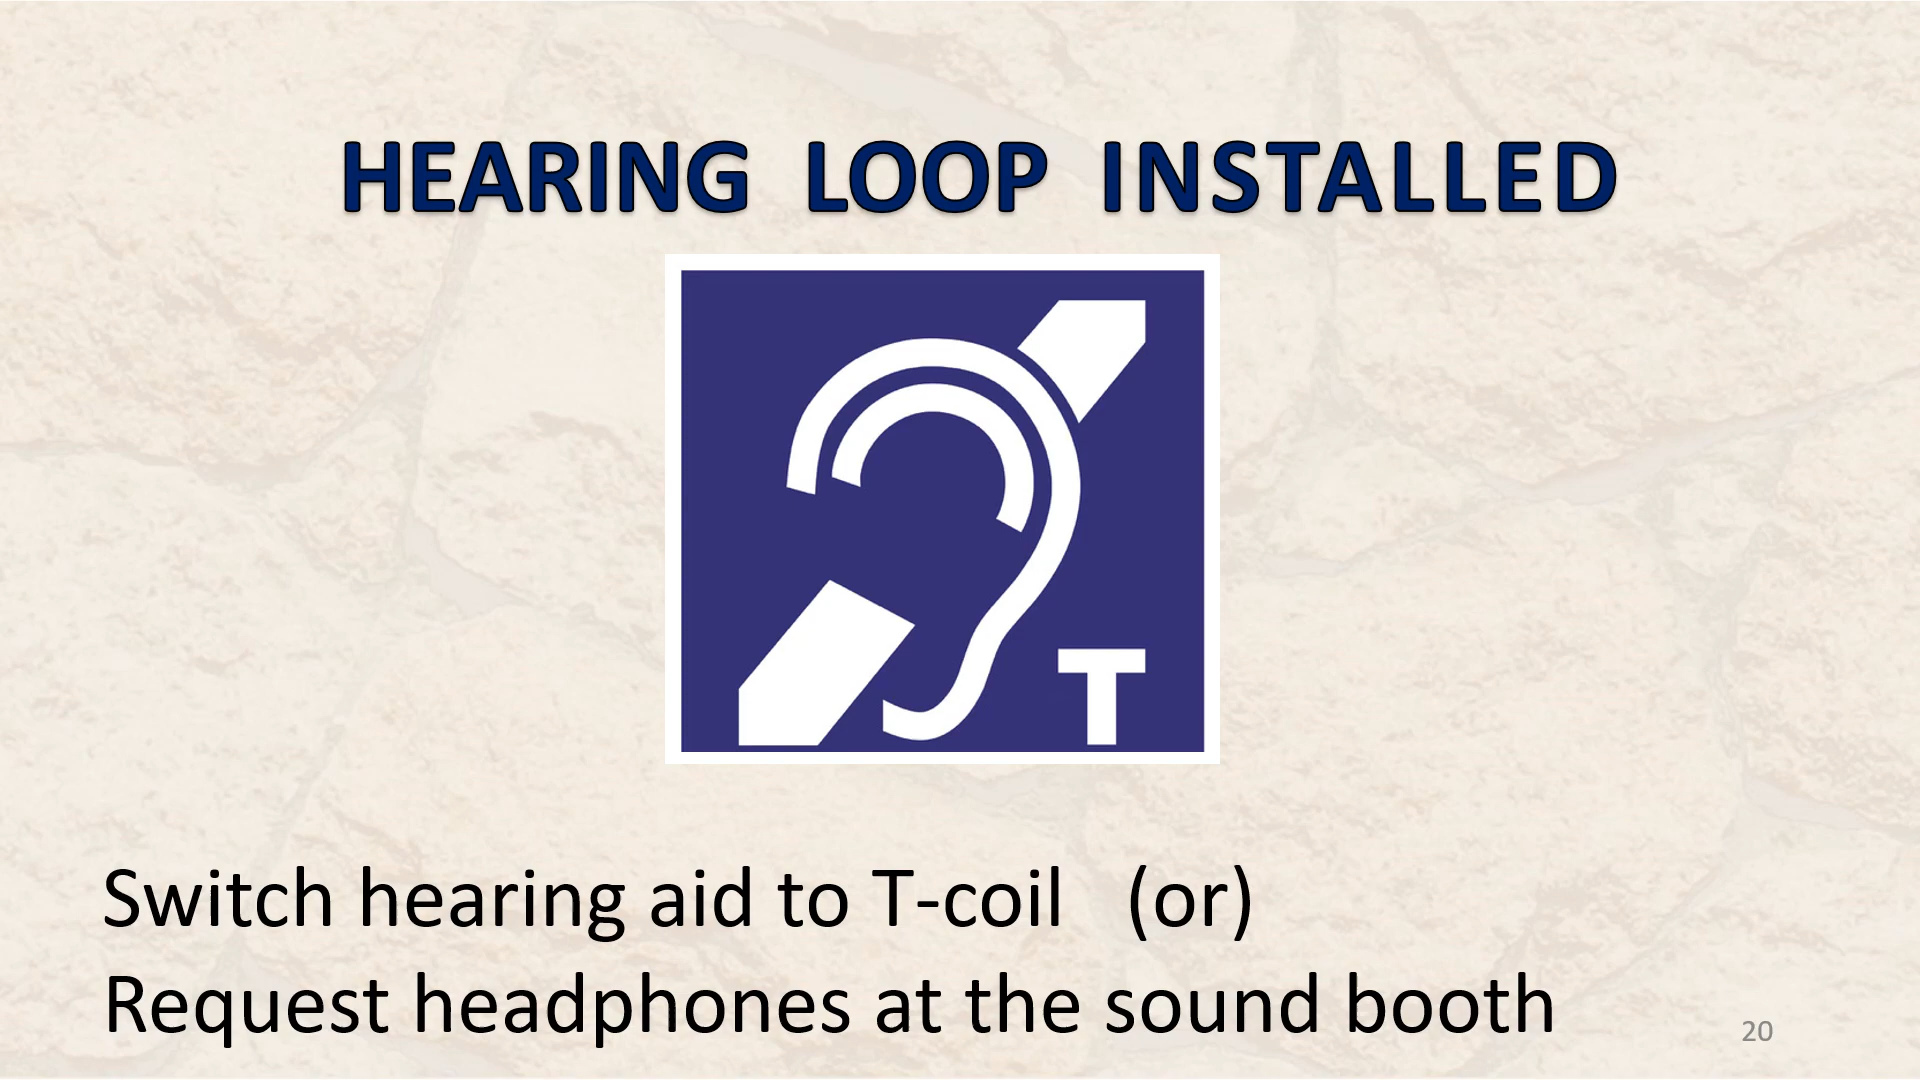 HEARING LOOP INSTALLED
T
Switch hearing aid to T-coil (or)
Request headphones at the sound booth
20